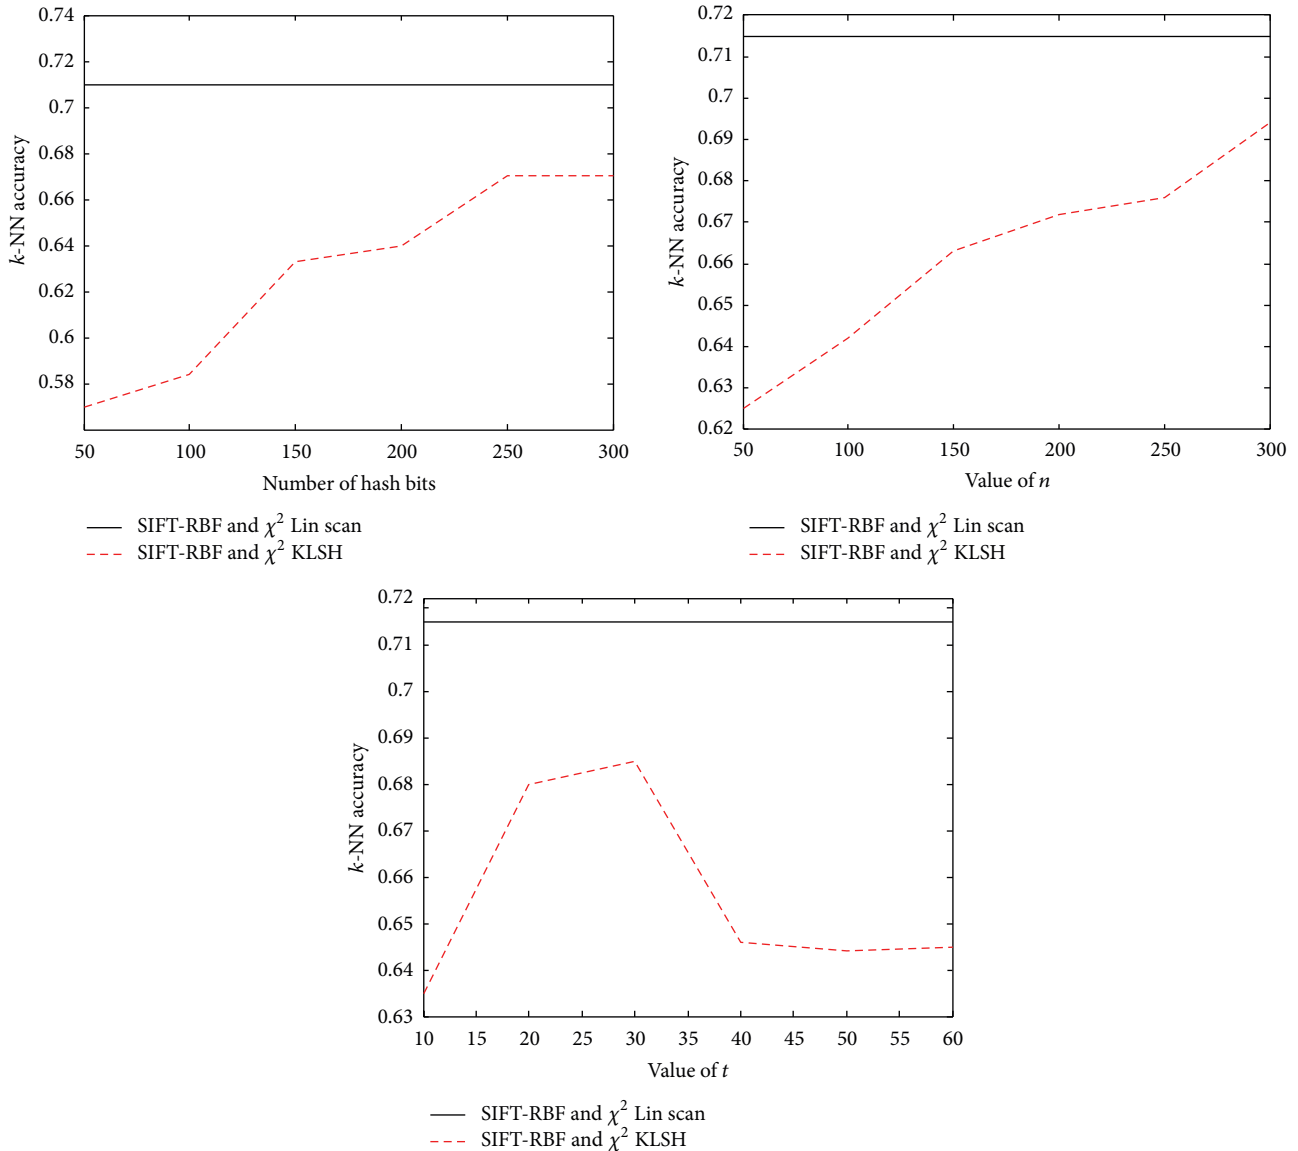 0.74
0.72
0.7
0.68
0.66
0.64
0.62
0.6
0.58
k-NN accuracy
50 100 150 200 250 300
Number of hash bits
SIFT-RBF and χ² Lin scan
SIFT-RBF and χ² KLSH
0.72
0.71
0.7
0.69
0.68
0.67
0.66
0.65
0.64
0.63
0.62
k-NN accuracy
50 100 150 200 250 300
Value of n
SIFT-RBF and χ² Lin scan
SIFT-RBF and χ² KLSH
0.72
0.71
0.7
0.69
0.68
0.67
0.66
0.65
0.64
0.63
k-NN accuracy
10 15 20 25 30 35 40 45 50 55 60
Value of t
SIFT-RBF and χ² Lin scan
SIFT-RBF and χ² KLSH